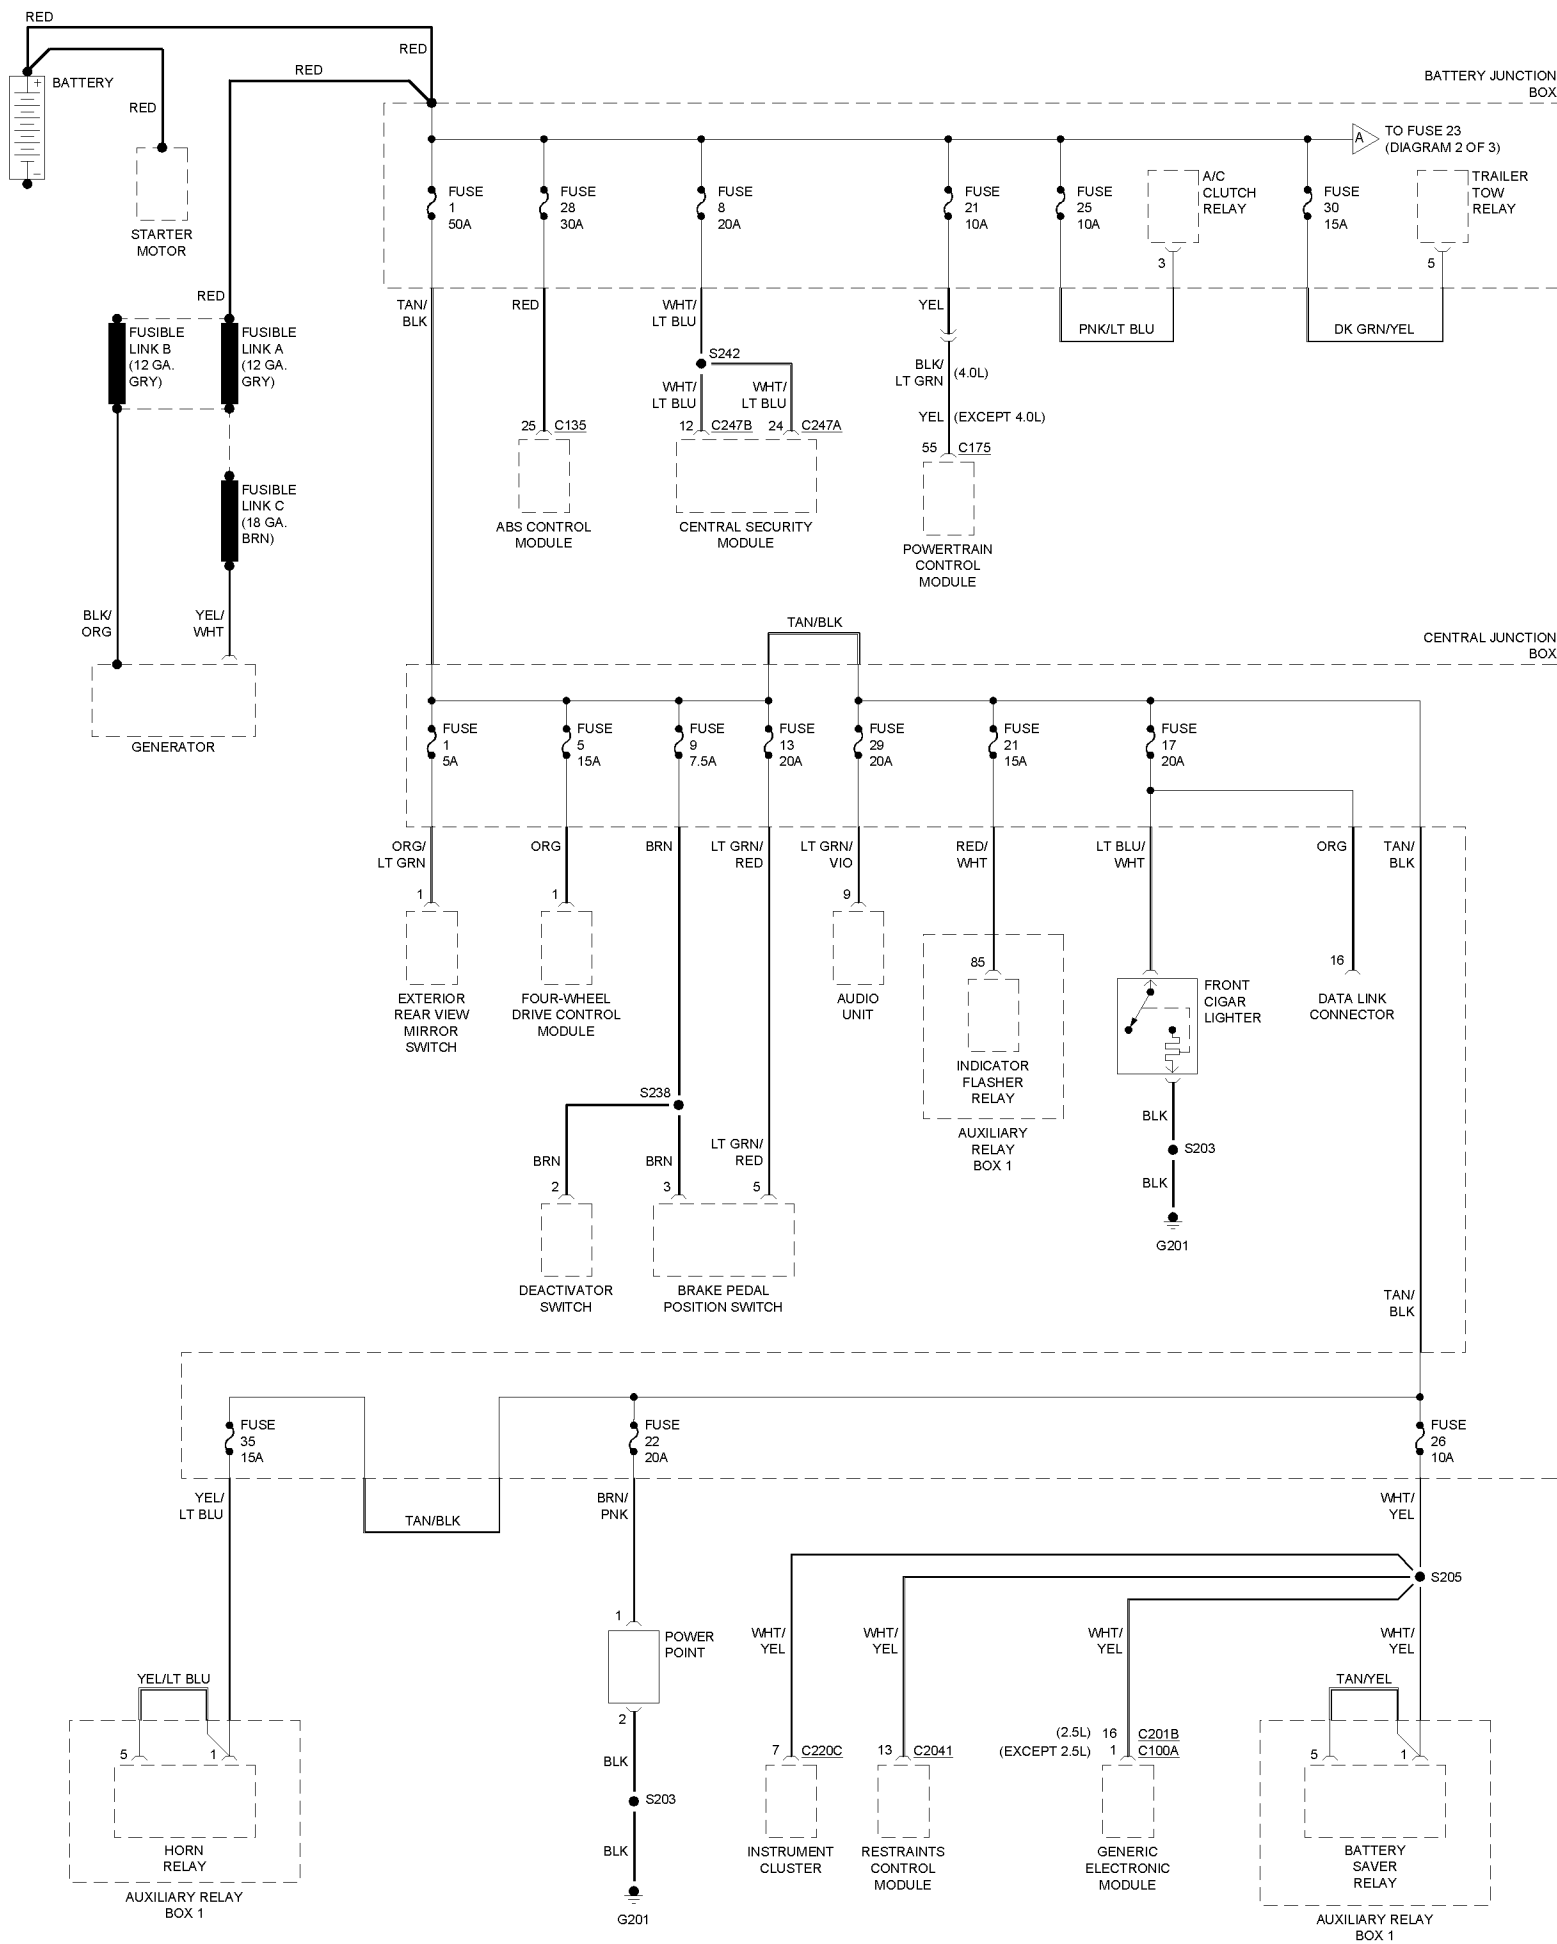 RED
RED
RED
+
BATTERY
-
RED
STARTER
MOTOR
RED
BATTERY JUNCTION
BOX
A
TO FUSE 23
(DIAGRAM 2 OF 3)
FUSE
1
50A
FUSE
28
30A
FUSE
8
20A
FUSE
21
10A
FUSE
25
10A
A/C
CLUTCH
RELAY
3
FUSE
30
15A
TRAILER
TOW
RELAY
5
FUSIBLE
LINK B
(12 GA.
GRY)
FUSIBLE
LINK A
(12 GA.
GRY)
FUSIBLE
LINK C
(18 GA.
BRN)
BLK/
ORG
YEL/
WHT
GENERATOR
TAN/
BLK
RED
25 C135
ABS CONTROL
MODULE
WHT/
LT BLU
S242
WHT/
LT BLU
WHT/
LT BLU
12 C247B
24 C247A
CENTRAL SECURITY
MODULE
YEL
BLK/
LT GRN
(4.0L)
YEL (EXCEPT 4.0L)
55 C175
POWERTRAIN
CONTROL
MODULE
PNK/LT BLU
DK GRN/YEL
TAN/BLK
CENTRAL JUNCTION
BOX
FUSE
1
5A
FUSE
5
15A
FUSE
9
7.5A
FUSE
13
20A
FUSE
29
20A
FUSE
21
15A
FUSE
17
20A
ORG/
LT GRN
1
EXTERIOR
REAR VIEW
MIRROR
SWITCH
ORG
1
FOUR-WHEEL
DRIVE CONTROL
MODULE
BRN
LT GRN/
RED
LT GRN/
VIO
9
AUDIO
UNIT
RED/
WHT
85
INDICATOR
FLASHER
RELAY
AUXILIARY
RELAY
BOX 1
LT BLU/
WHT
FRONT
CIGAR
LIGHTER
BLK
S203
BLK
G201
ORG
16
DATA LINK
CONNECTOR
TAN/
BLK
S238
BRN
2
DEACTIVATOR
SWITCH
BRN
3
LT GRN/
RED
5
BRAKE PEDAL
POSITION SWITCH
TAN/
BLK
FUSE
35
15A
FUSE
22
20A
FUSE
26
10A
YEL/
LT BLU
TAN/BLK
BRN/
PNK
WHT/
YEL
S205
1
POWER
POINT
2
BLK
S203
BLK
G201
YEL/LT BLU
5
1
HORN
RELAY
AUXILIARY RELAY
BOX 1
WHT/
YEL
7 C220C
INSTRUMENT
CLUSTER
WHT/
YEL
13 C2041
RESTRAINTS
CONTROL
MODULE
WHT/
YEL
(2.5L) 16 C201B
(EXCEPT 2.5L) 1 C100A
GENERIC
ELECTRONIC
MODULE
WHT/
YEL
TAN/YEL
5
1
BATTERY
SAVER
RELAY
AUXILIARY RELAY
BOX 1